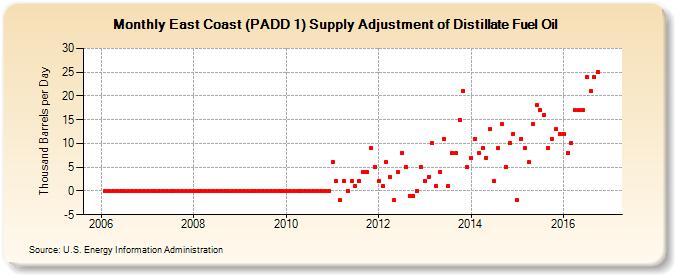 Monthly East Coast (PADD 1) Supply Adjustment of Distillate Fuel Oil
Thousand Barrels per Day
30
25
20
15
10
5
0
-5
2006 2008 2010 2012 2014 2016
Source: U.S. Energy Information Administration